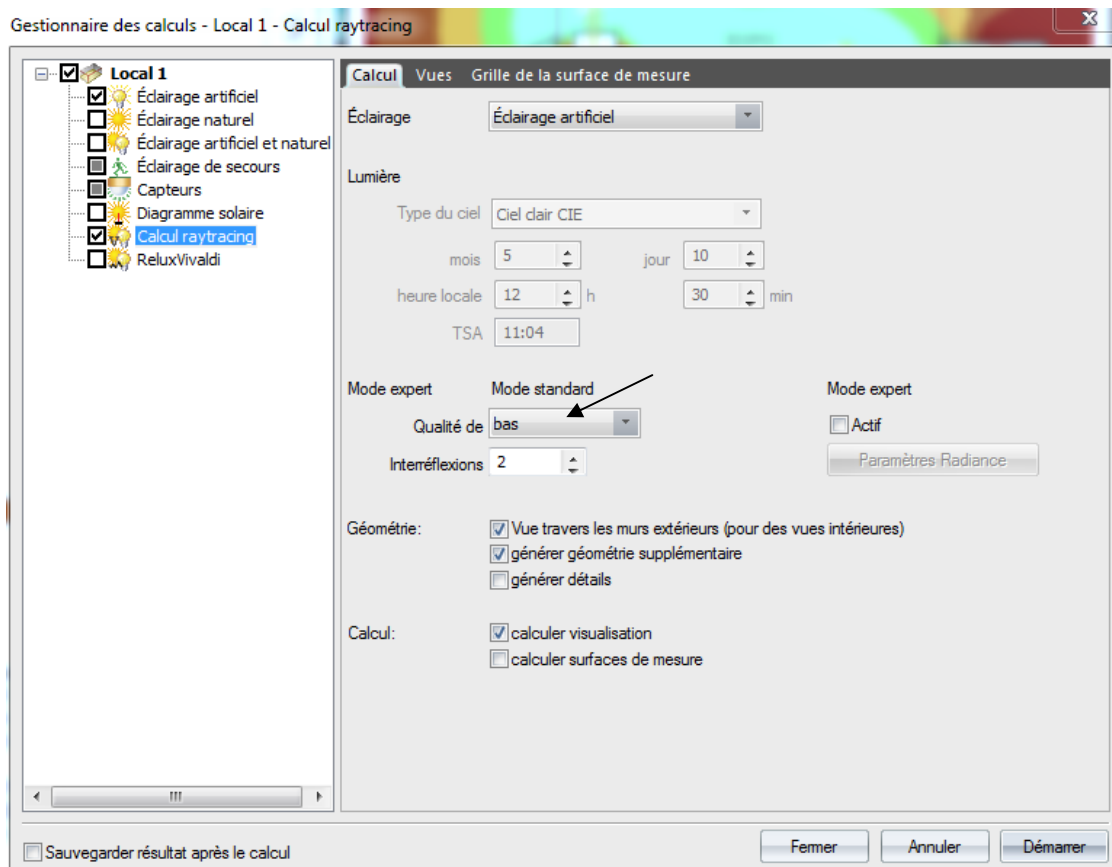 Gestionnaire des calculs - Local 1 - Calcul raytracing
Local 1
Éclairage artificiel
Éclairage naturel
Éclairage artificiel et naturel
Éclairage de secours
Capteurs
Diagramme solaire
Calcul raytracing
ReluxVivaldi
Calcul Vues Grille de la surface de mesure
Éclairage Éclairage artificiel
Lumière
Type du ciel Ciel clair CIE
mois 5 jour 10
heure locale 12 h 30 min
TSA 11:04
Mode expert Mode standard Mode expert
Qualité de bas Actif
Interréflexions 2 Paramètres Radiance
Géométrie: Vue travers les murs extérieurs (pour des vues intérieures)
générer géométrie supplémentaire
générer détails
Calcul: calculer visualisation
calculer surfaces de mesure
Sauvegarder résultat après le calcul Fermer Annuler Démarrer